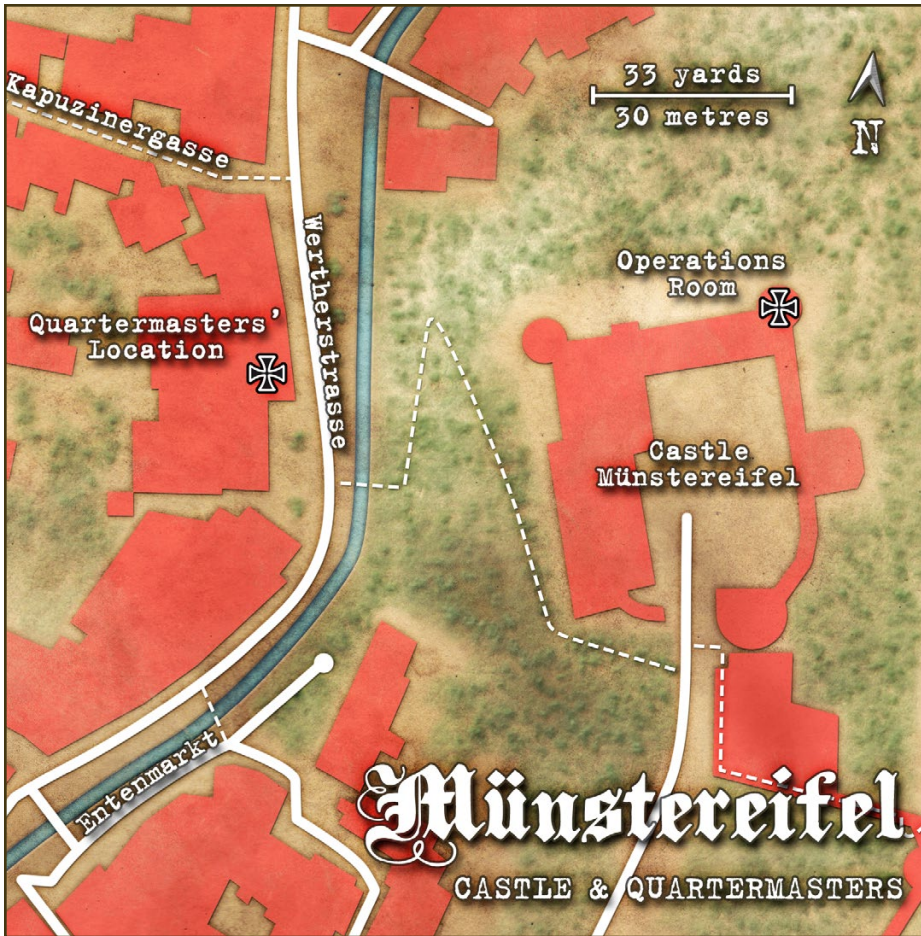 33 yards
30 metres
N
Kapuzinergasse
Wertherstrasse
Operations
Room
Quartermasters'
Location
Castle
Münstereifel
Entenmarkt
Münstereifel
CASTLE & QUARTERMASTERS